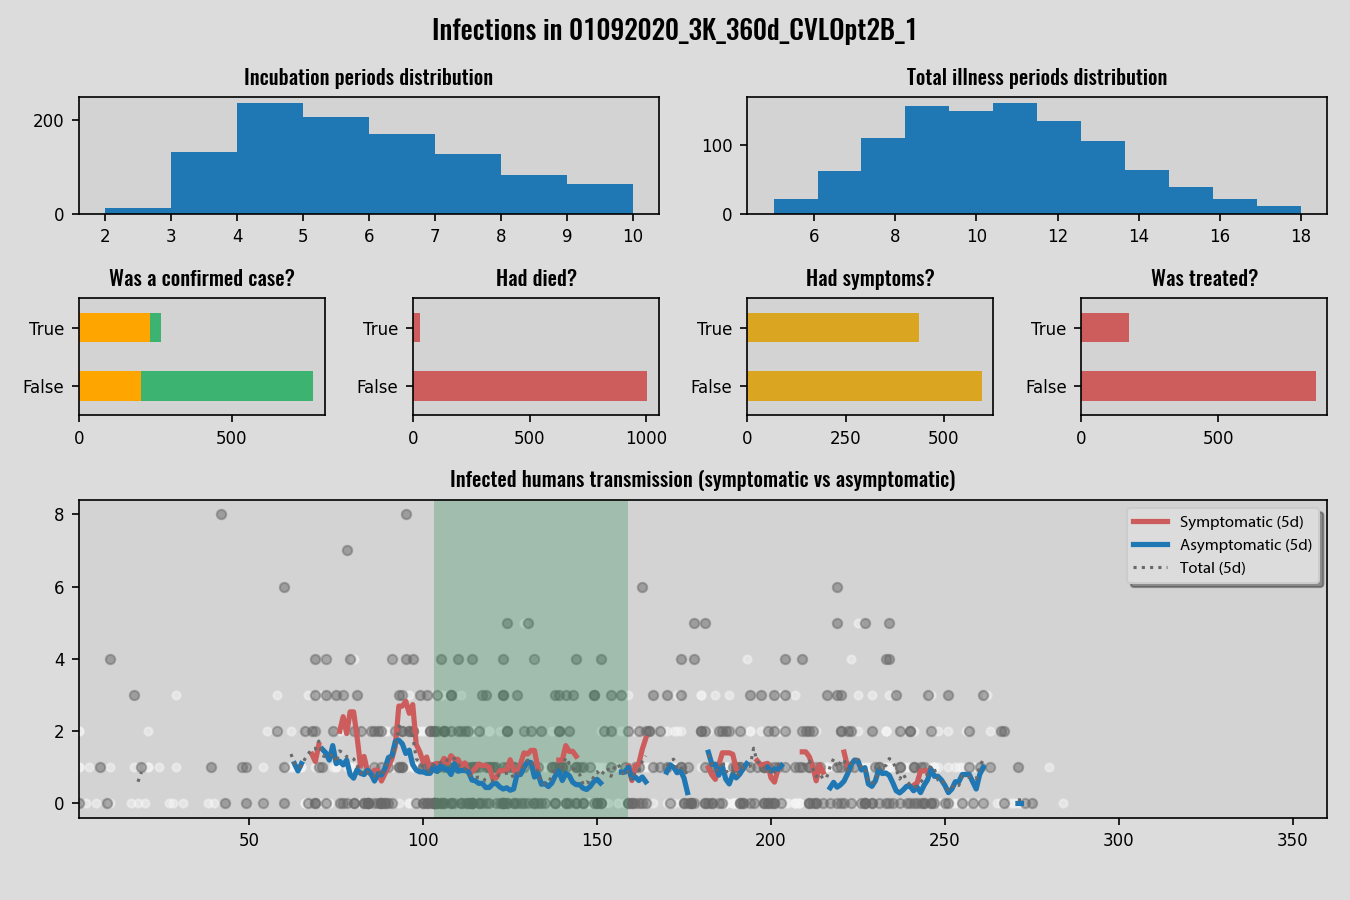 Infections in 01092020_3K_360d_CVLOpt2B_1
Incubation periods distribution
Total illness periods distribution
200
0
2 3 4 5 6 7 8 9 10
100
0
6 8 10 12 14 16 18
Was a confirmed case?
Had died?
Had symptoms?
Was treated?
True
False
0 500
True
False
0 500 1000
True
False
0 250 500
True
False
0 500
Infected humans transmission (symptomatic vs asymptomatic)
8
6
4
2
0
Symptomatic (5d)
Asymptomatic (5d)
Total (5d)
50 100 150 200 250 300 350